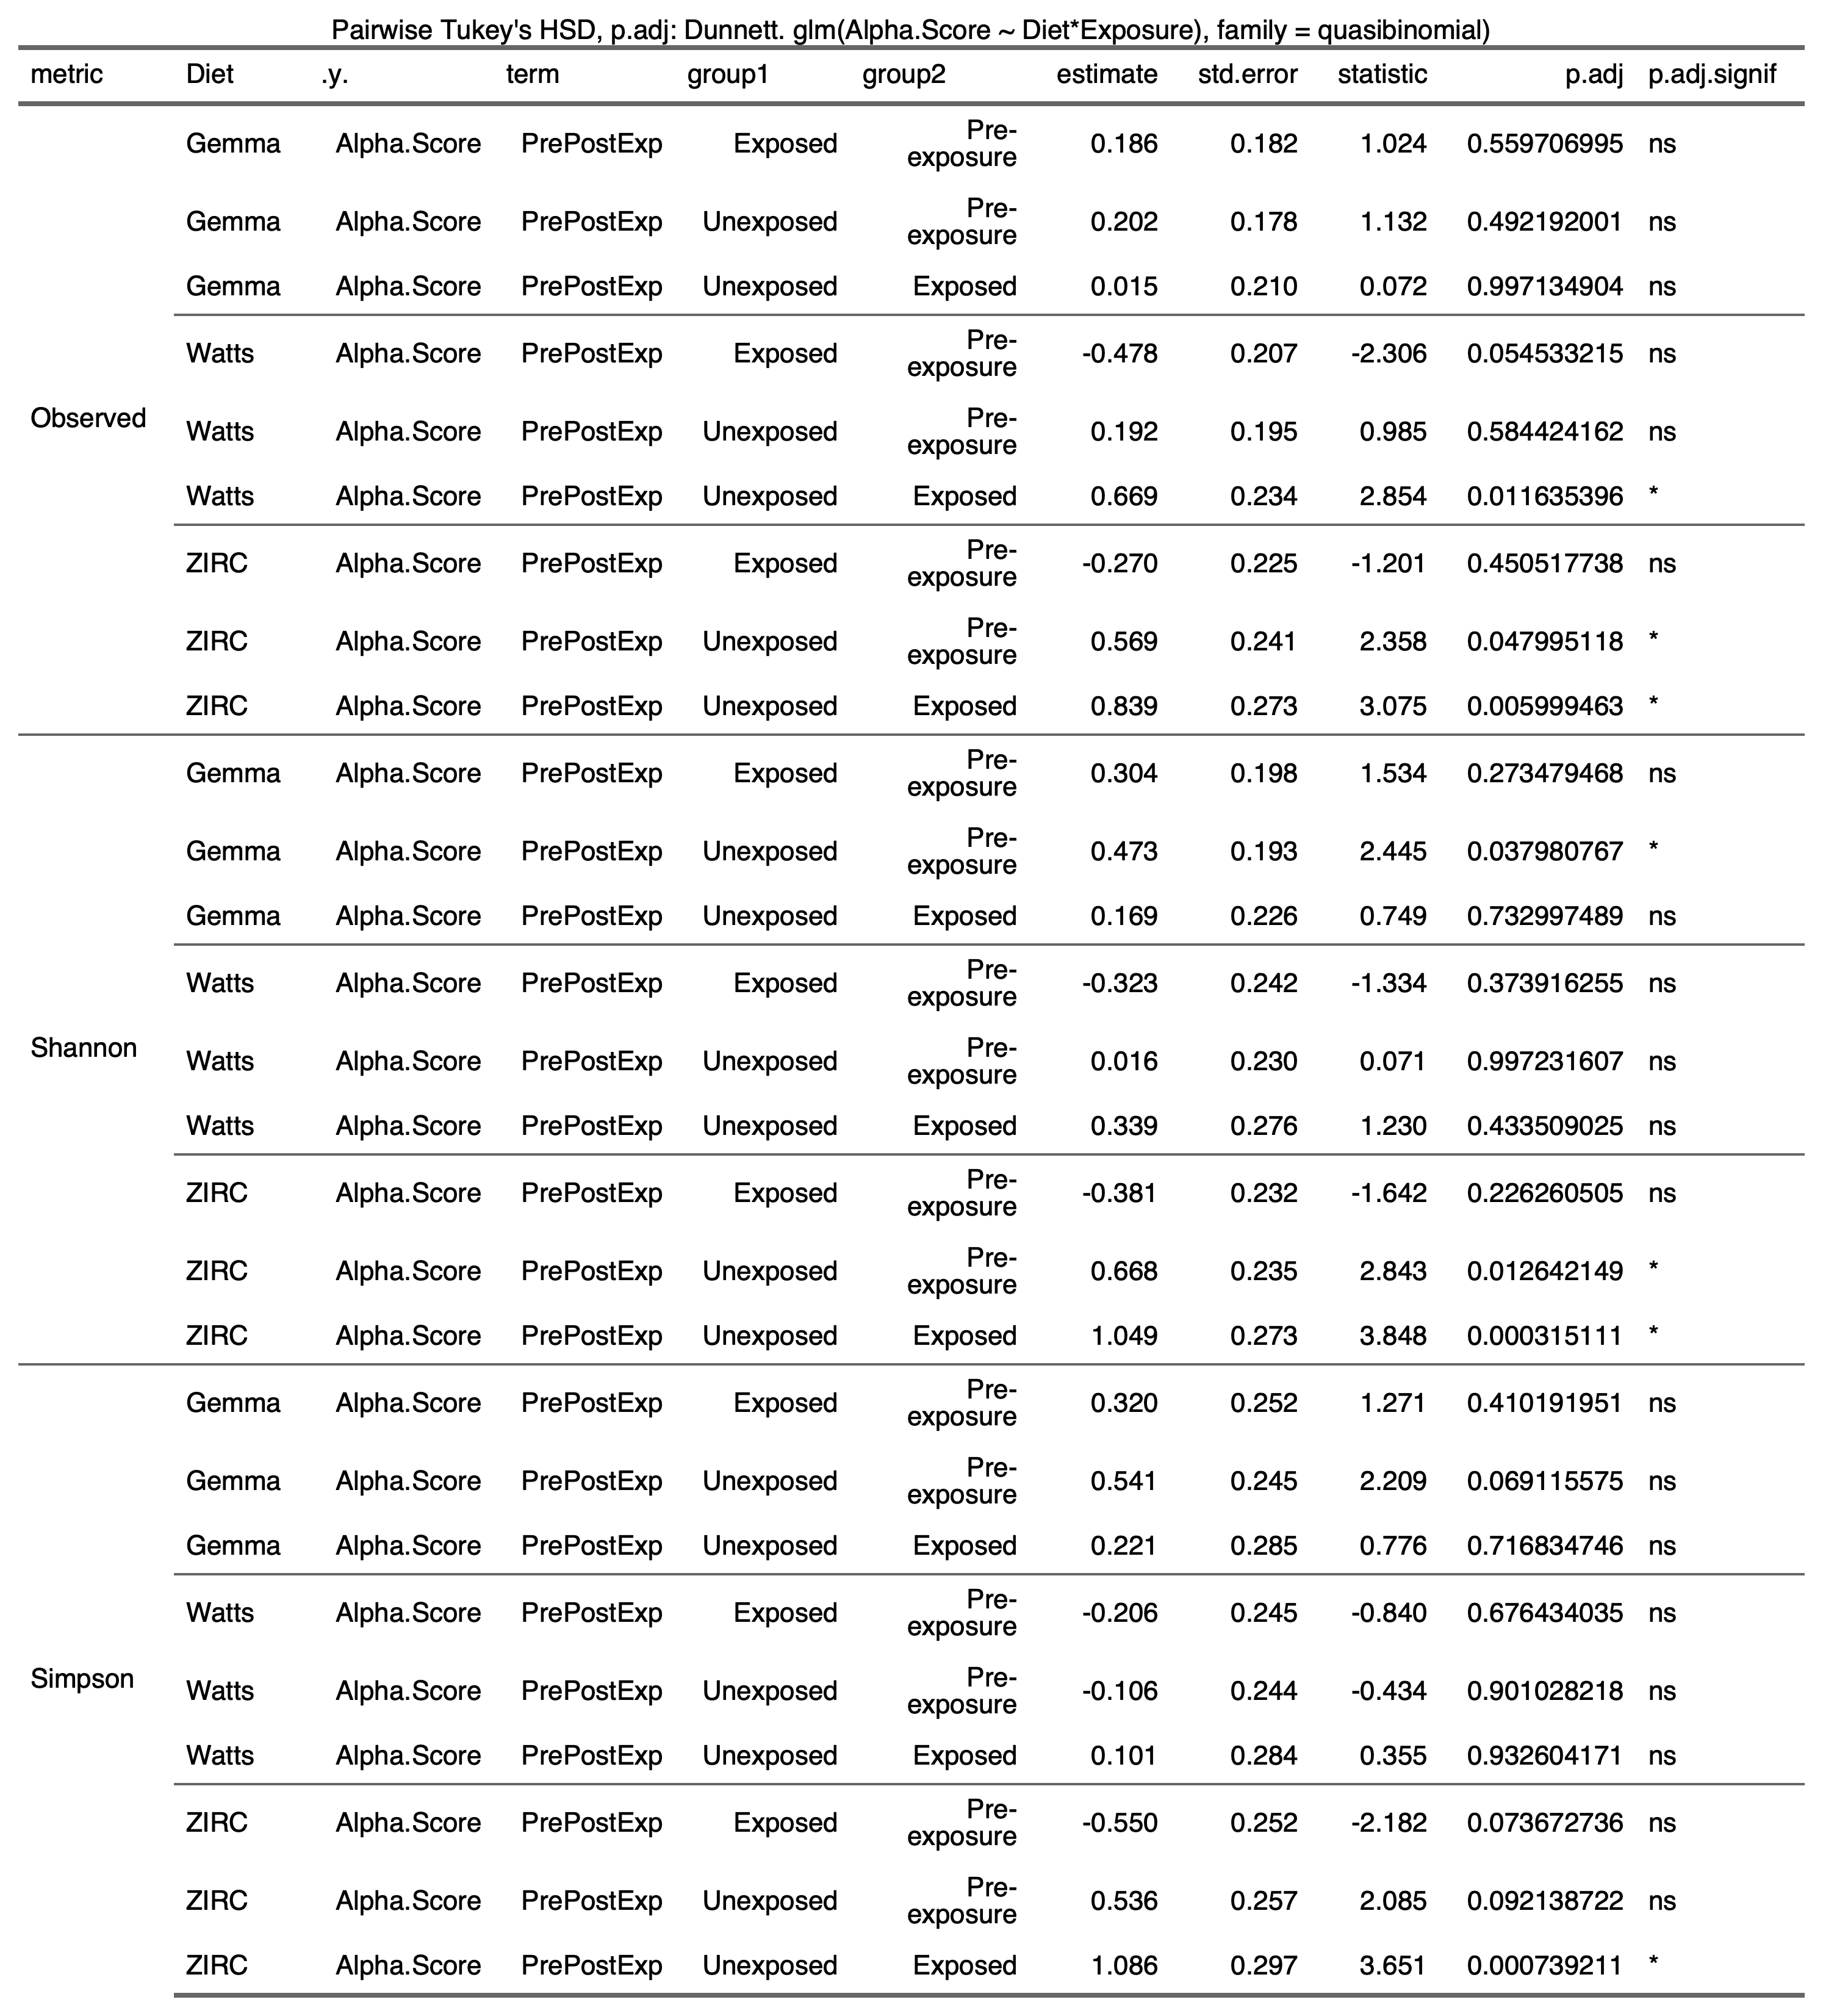 Pairwise Tukey's HSD, p.adj: Dunnett. glm(Alpha.Score ~ Diet*Exposure), family = quasibinomial)
metric Diet .y. term group1 group2 estimate std.error statistic p.adj p.adj.signif
Observed
Gemma Alpha.Score PrePostExp Exposed Pre-exposure 0.186 0.182 1.024 0.559706995 ns
Gemma Alpha.Score PrePostExp Unexposed Pre-exposure 0.202 0.178 1.132 0.492192001 ns
Gemma Alpha.Score PrePostExp Unexposed Exposed 0.015 0.210 0.072 0.997134904 ns
Watts Alpha.Score PrePostExp Exposed Pre-exposure -0.478 0.207 -2.306 0.054533215 ns
Watts Alpha.Score PrePostExp Unexposed Pre-exposure 0.192 0.195 0.985 0.584424162 ns
Watts Alpha.Score PrePostExp Unexposed Exposed 0.669 0.234 2.854 0.011635396 *
ZIRC Alpha.Score PrePostExp Exposed Pre-exposure -0.270 0.225 -1.201 0.450517738 ns
ZIRC Alpha.Score PrePostExp Unexposed Pre-exposure 0.569 0.241 2.358 0.047995118 *
ZIRC Alpha.Score PrePostExp Unexposed Exposed 0.839 0.273 3.075 0.005999463 *
Shannon
Gemma Alpha.Score PrePostExp Exposed Pre-exposure 0.304 0.198 1.534 0.273479468 ns
Gemma Alpha.Score PrePostExp Unexposed Pre-exposure 0.473 0.193 2.445 0.037980767 *
Gemma Alpha.Score PrePostExp Unexposed Exposed 0.169 0.226 0.749 0.732997489 ns
Watts Alpha.Score PrePostExp Exposed Pre-exposure -0.323 0.242 -1.334 0.373916255 ns
Watts Alpha.Score PrePostExp Unexposed Pre-exposure 0.016 0.230 0.071 0.997231607 ns
Watts Alpha.Score PrePostExp Unexposed Exposed 0.339 0.276 1.230 0.433509025 ns
ZIRC Alpha.Score PrePostExp Exposed Pre-exposure -0.381 0.232 -1.642 0.226260505 ns
ZIRC Alpha.Score PrePostExp Unexposed Pre-exposure 0.668 0.235 2.843 0.012642149 *
ZIRC Alpha.Score PrePostExp Unexposed Exposed 1.049 0.273 3.848 0.000315111 *
Simpson
Gemma Alpha.Score PrePostExp Exposed Pre-exposure 0.320 0.252 1.271 0.410191951 ns
Gemma Alpha.Score PrePostExp Unexposed Pre-exposure 0.541 0.245 2.209 0.069115575 ns
Gemma Alpha.Score PrePostExp Unexposed Exposed 0.221 0.285 0.776 0.716834746 ns
Watts Alpha.Score PrePostExp Exposed Pre-exposure -0.206 0.245 -0.840 0.676434035 ns
Watts Alpha.Score PrePostExp Unexposed Pre-exposure -0.106 0.244 -0.434 0.901028218 ns
Watts Alpha.Score PrePostExp Unexposed Exposed 0.101 0.284 0.355 0.932604171 ns
ZIRC Alpha.Score PrePostExp Exposed Pre-exposure -0.550 0.252 -2.182 0.073672736 ns
ZIRC Alpha.Score PrePostExp Unexposed Pre-exposure 0.536 0.257 2.085 0.092138722 ns
ZIRC Alpha.Score PrePostExp Unexposed Exposed 1.086 0.297 3.651 0.000739211 *